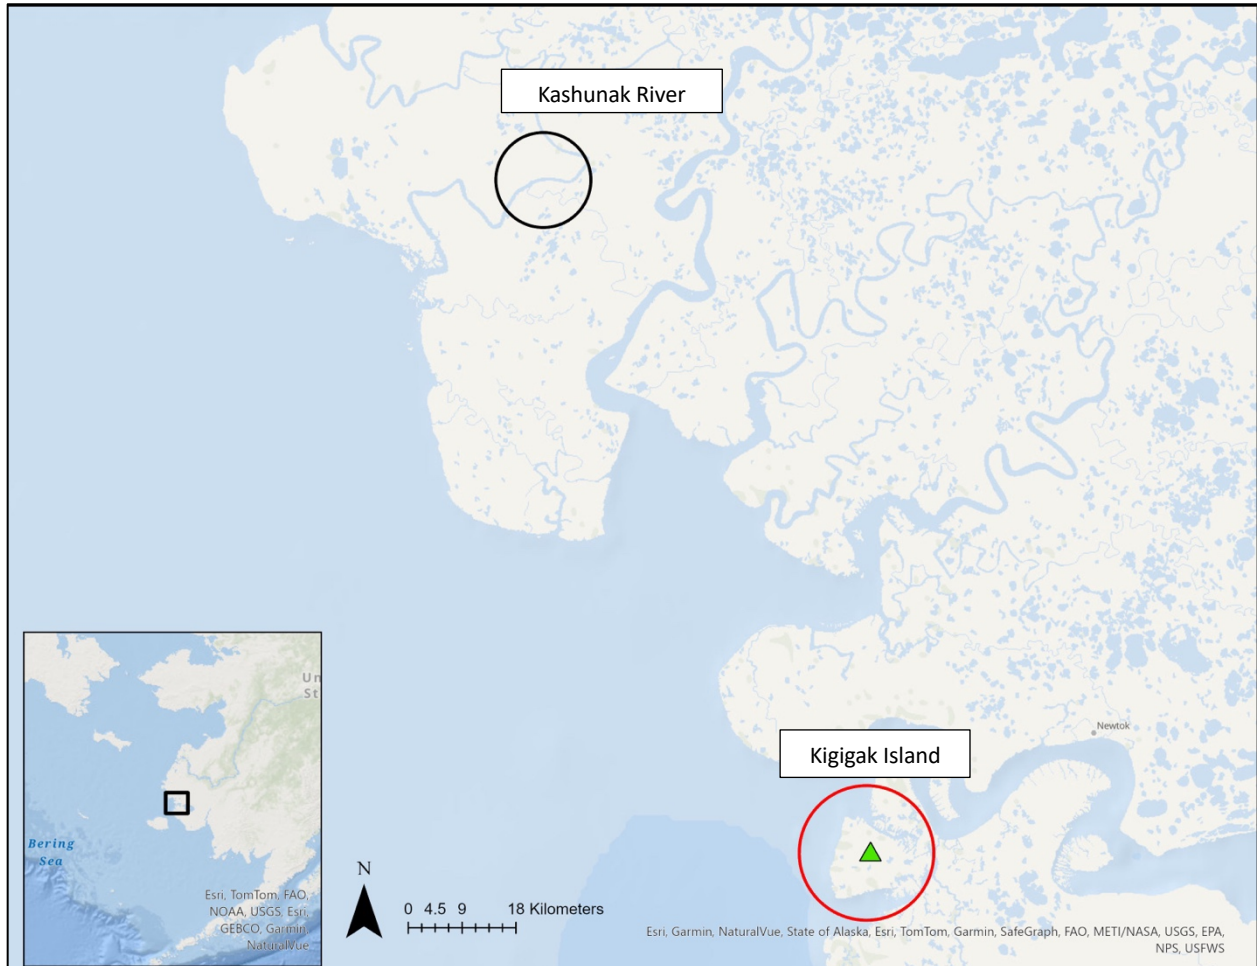 Kashunak River
Newtok
Kigigak Island
Un
St
Bering
Sea
Esri, TomTom, FAO,
NOAA, USGS, Esri,
GEBCO, Garmin,
NaturalVue
N
0 4.5 9 18 Kilometers
Esri, Garmin, NaturalVue, State of Alaska, Esri, TomTom, Garmin, SafeGraph, FAO, METI/NASA, USGS, EPA,
NPS, USFWS